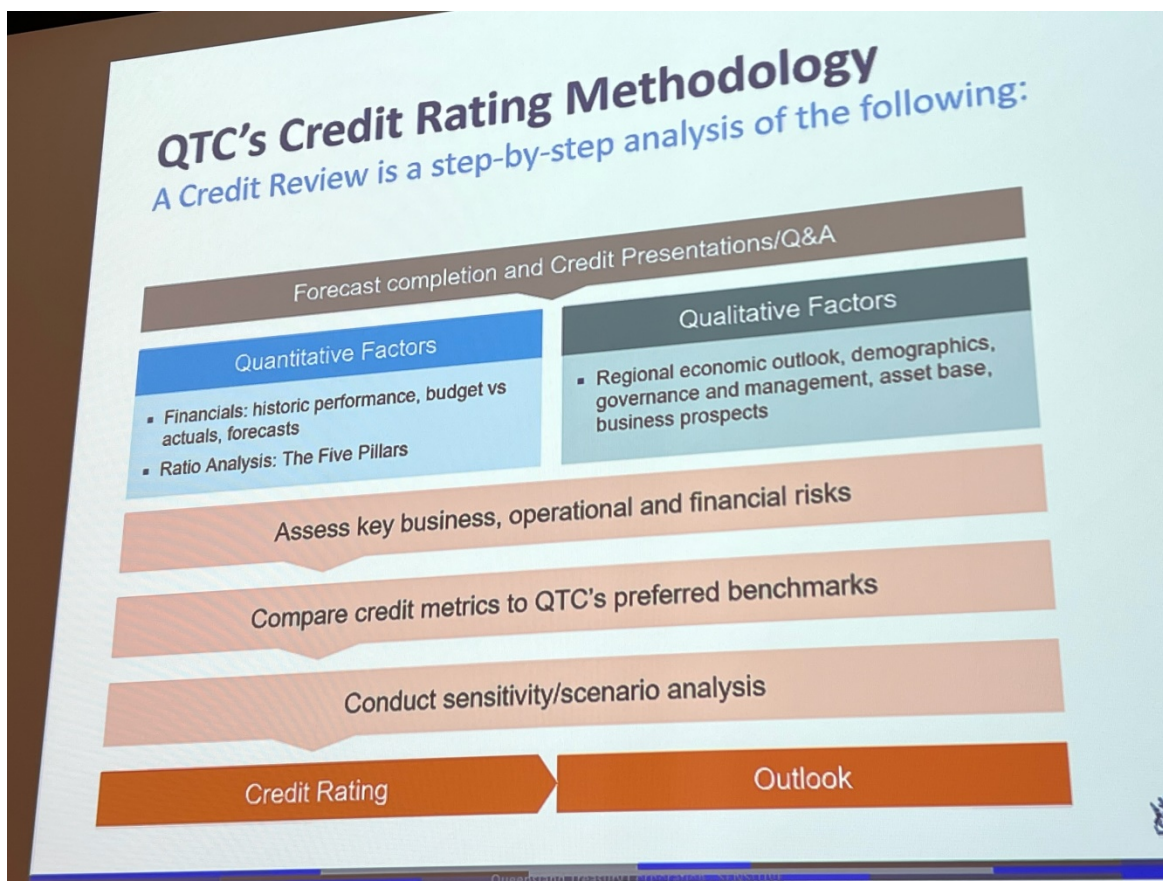 QTC's Credit Rating Methodology
A Credit Review is a step-by-step analysis of the following:
Forecast completion and Credit Presentations/Q&A
Quantitative Factors
▪ Financials: historic performance, budget vs
actuals, forecasts
▪ Ratio Analysis: The Five Pillars
Qualitative Factors
▪ Regional economic outlook, demographics,
governance and management, asset base,
business prospects
Assess key business, operational and financial risks
Compare credit metrics to QTC's preferred benchmarks
Conduct sensitivity/scenario analysis
Credit Rating
Outlook
Queensland Treasury Corporation